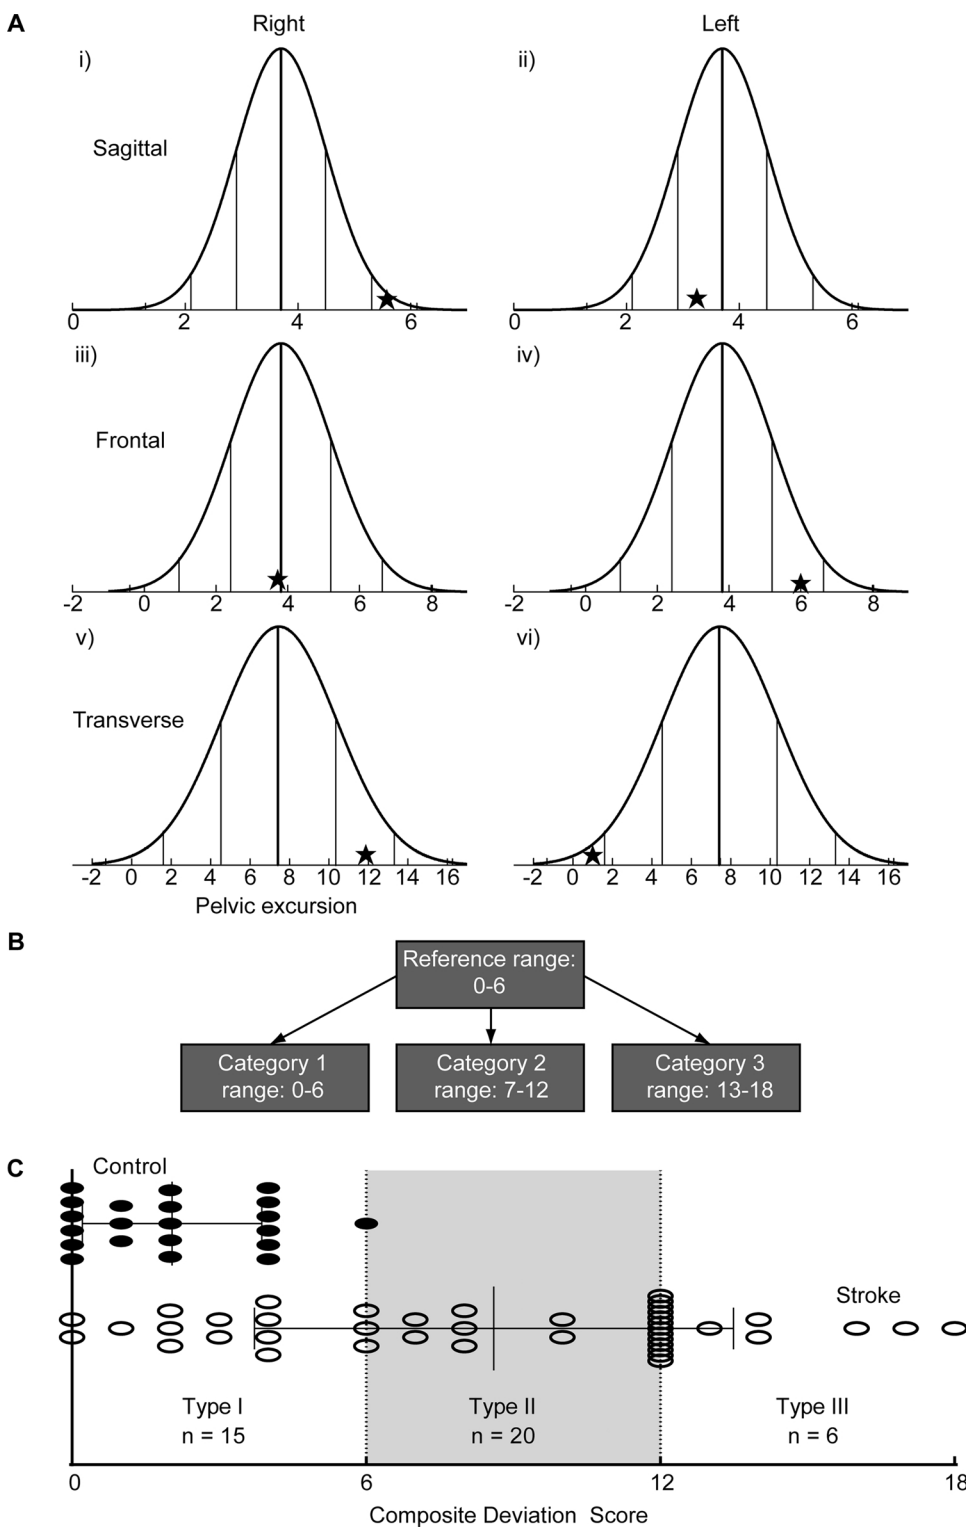 A
Right
Left
i)
ii)
Sagittal
0 2 4 6
0 2 4 6
iii)
iv)
Frontal
-2 0 2 4 6 8
-2 0 2 4 6 8
v)
vi)
Transverse
-2 0 2 4 6 8 10 12 14 16
-2 0 2 4 6 8 10 12 14 16
Pelvic excursion
B
Reference range:
0-6
Category 1
range: 0-6
Category 2
range: 7-12
Category 3
range: 13-18
C
Control
Stroke
Type I
n = 15
Type II
n = 20
Type III
n = 6
0 6 12 18
Composite Deviation Score